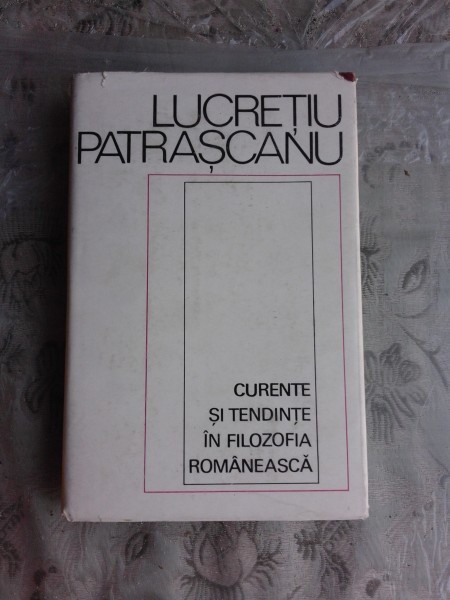 LUCREȚIU
PATRAȘCANU
CURENTE
ȘI TENDINȚE
ÎN FILOZOFIA
ROMÂNEASCĂ